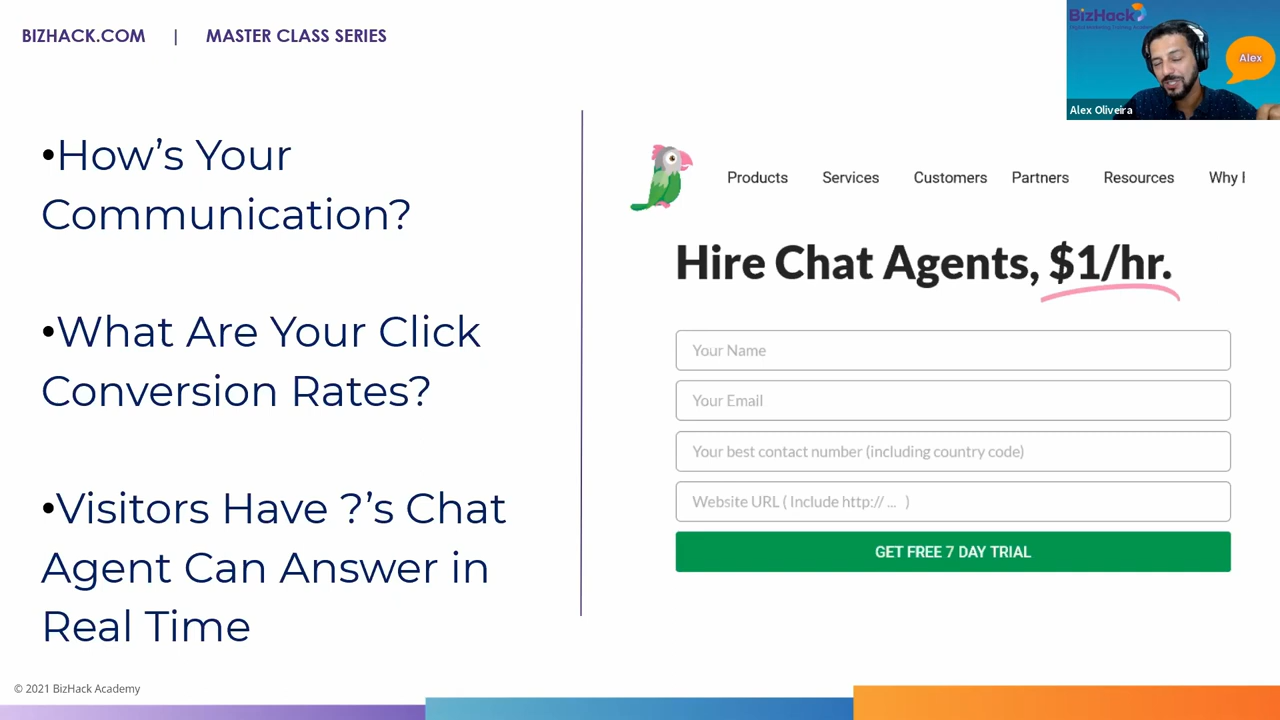 BIZHACK.COM | MASTER CLASS SERIES
BizHack
Alex
Alex Oliveira
•How’s Your
Communication?
•What Are Your Click
Conversion Rates?
•Visitors Have ?’s Chat
Agent Can Answer in
Real Time
Products Services Customers Partners Resources Why
Hire Chat Agents, $1/hr.
Your Name
Your Email
Your best contact number (including country code)
Website URL ( Include http:// ... )
GET FREE 7 DAY TRIAL
© 2021 BizHack Academy